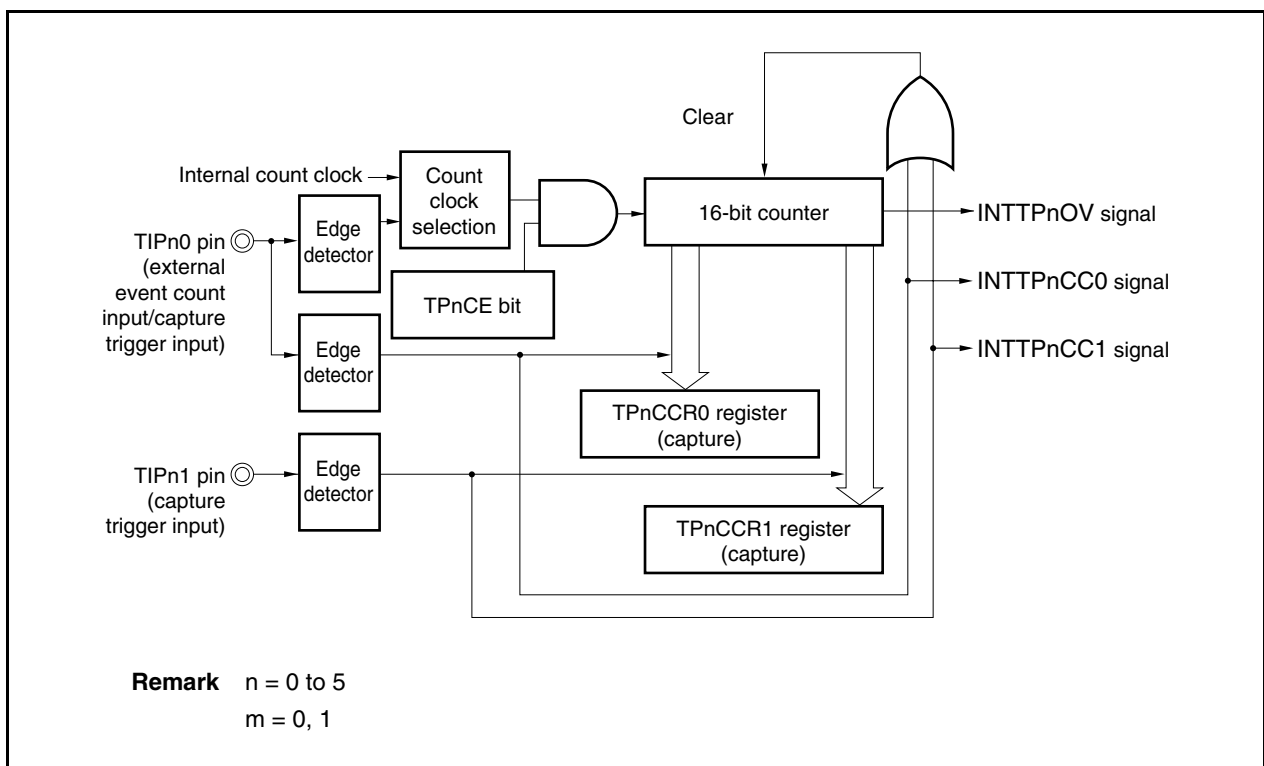 Clear
Internal count clock
Count
clock
selection
16-bit counter
INTTPnOV signal
TIPn0 pin
(external
event count
input/capture
trigger input)
Edge
detector
TPnCE bit
INTTPnCC0 signal
Edge
detector
INTTPnCC1 signal
TPnCCR0 register
(capture)
TIPn1 pin
(capture
trigger input)
Edge
detector
TPnCCR1 register
(capture)
Remark n = 0 to 5
m = 0, 1